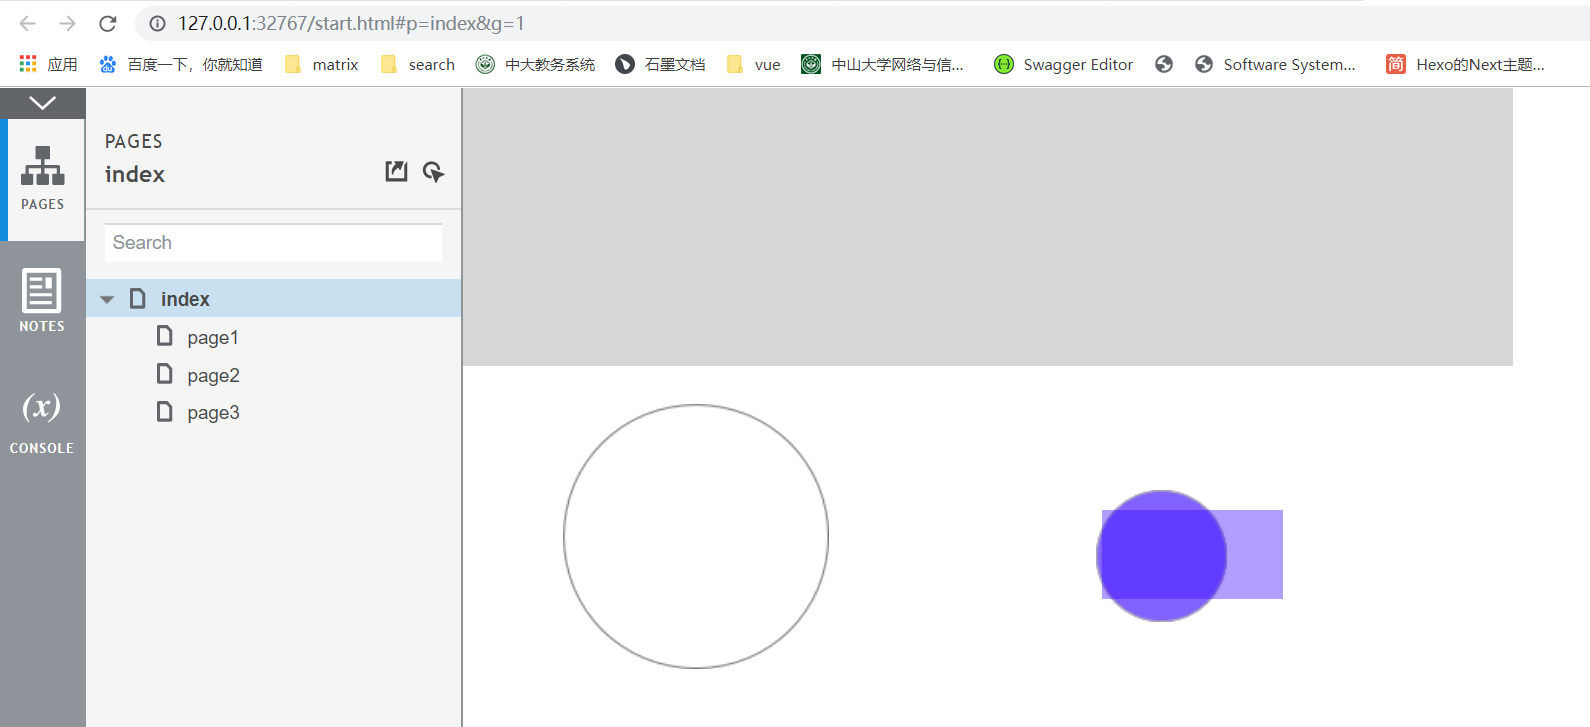 127.0.0.1:32767/start.html#p=index&g=1
应用 百度一下，你就知道 matrix search 中大教务系统 石墨文档 vue 中山大学网络与信... Swagger Editor Software System... 简 Hexo的Next主题...
PAGES
index
PAGES
Search
index
NOTES
page1
page2
page3
(x)
CONSOLE